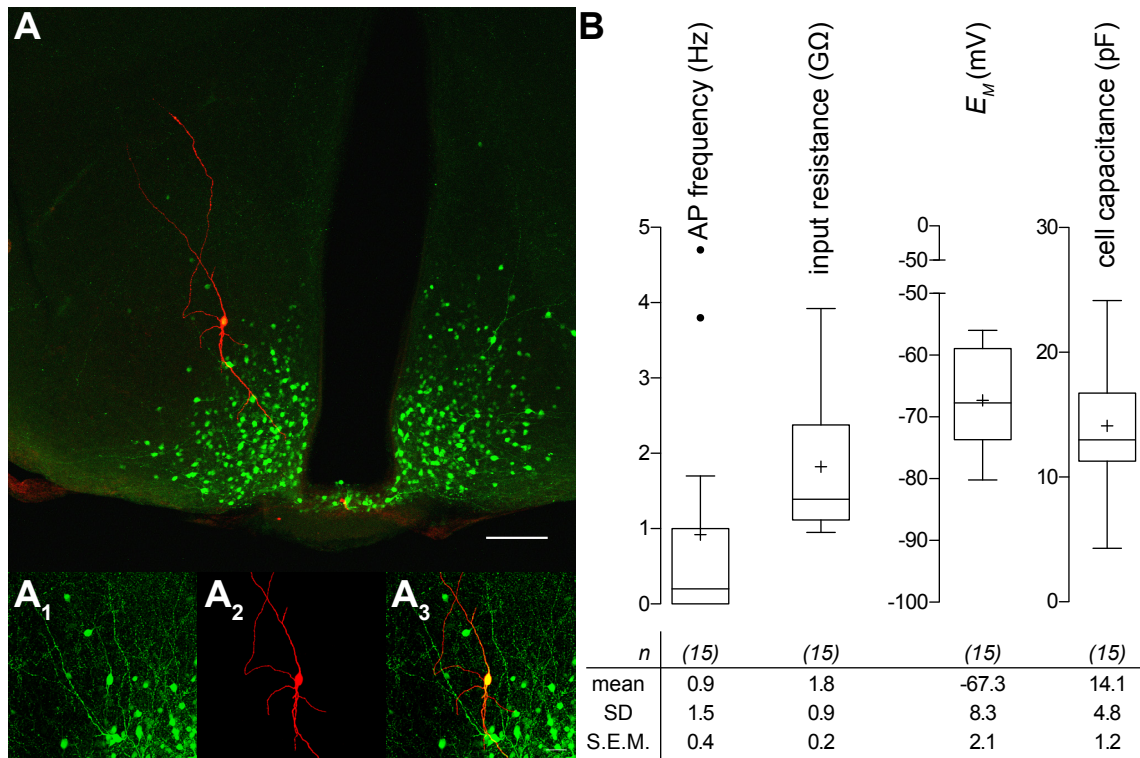 A
A1
A2
A3
B
AP frequency (Hz)
input resistance (GΩ)
EM (mV)
cell capacitance (pF)
5
4
3
2
1
0
0
-50
-50
-60
-70
-80
-90
-100
30
20
10
0
n (15) (15) (15) (15)
mean 0.9 1.8 -67.3 14.1
SD 1.5 0.9 8.3 4.8
S.E.M. 0.4 0.2 2.1 1.2